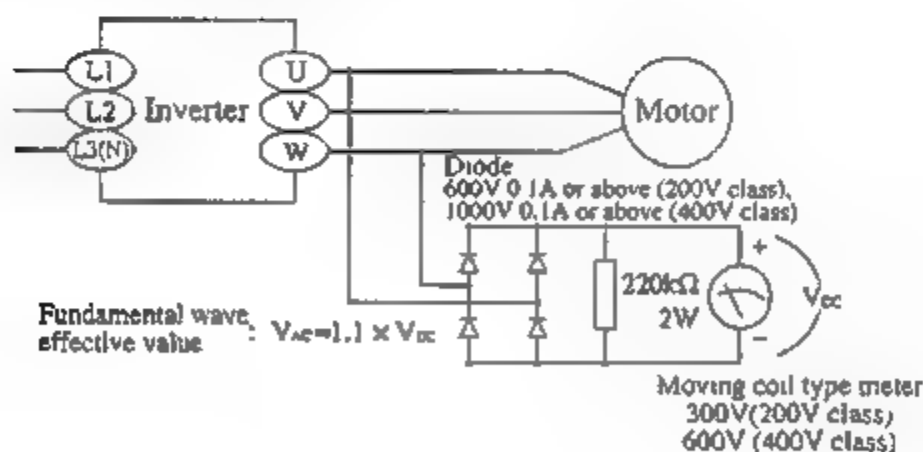 L1
U
L2
Inverter
V
Motor
L3(N)
W
Diode
600V 0.1A or above (200V class),
1000V 0.1A or above (400V class)
+
220kΩ
2W
−
Fundamental wave
effective value
: VAC=1.1 × VDC
Moving coil type meter
300V(200V class)
600V (400V class)